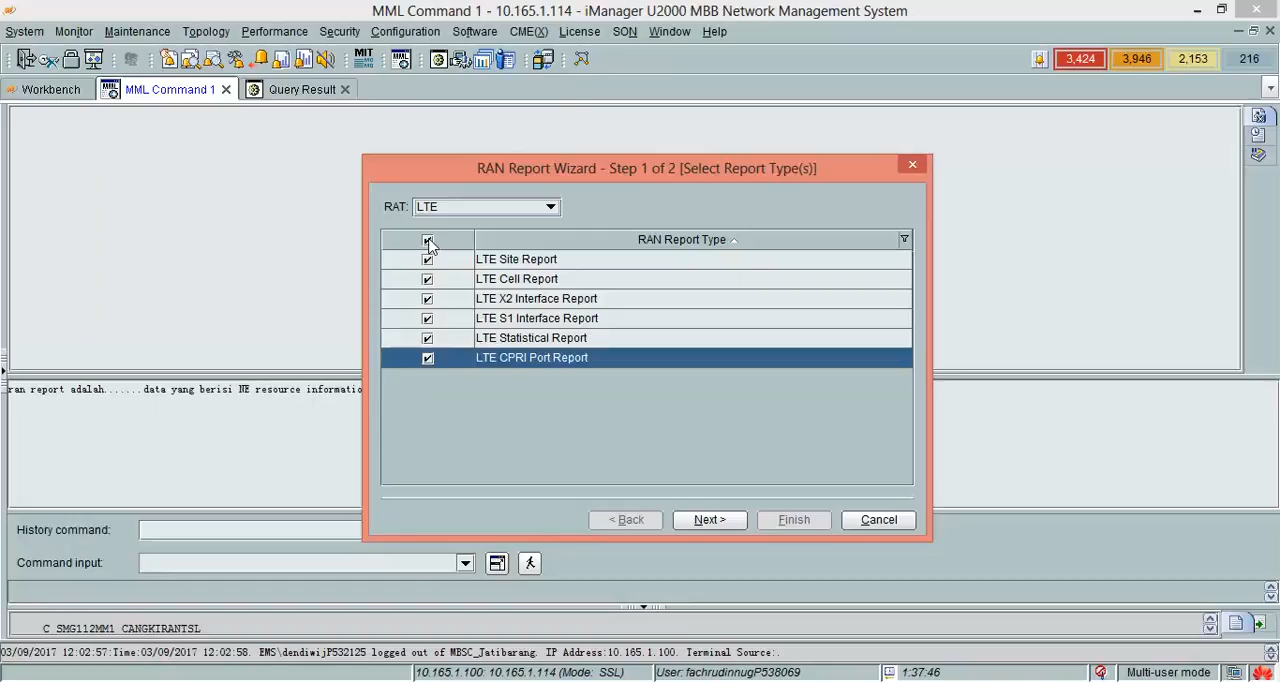 MML Command 1 - 10.165.1.114 - iManager U2000 MBB Network Management System
System Monitor Maintenance Topology Performance Security Configuration Software CME(X) License SON Window Help
MIT 3,424 3,946 2,153 216
Workbench MML Command 1 Query Result
RAN Report Wizard - Step 1 of 2 [Select Report Type(s)]
RAT: LTE
RAN Report Type
LTE Site Report
LTE Cell Report
LTE X2 Interface Report
LTE S1 Interface Report
LTE Statistical Report
LTE CPRI Port Report
ran report adalah.......data yang berisi NE resource informatio
< Back Next > Finish Cancel
History command:
Command input:
C SMG112MM1 CANGKIRANTSL
03/09/2017 12:02:57:Time:03/09/2017 12:02:58. EMS\dendiwijP532125 logged out of MBSC_Jatibarang. IP Address:10.165.1.100. Terminal Source:.
10.165.1.100: 10.165.1.114 (Mode: SSL) User: fachrudinnugP538069 1:37:46 Multi-user mode